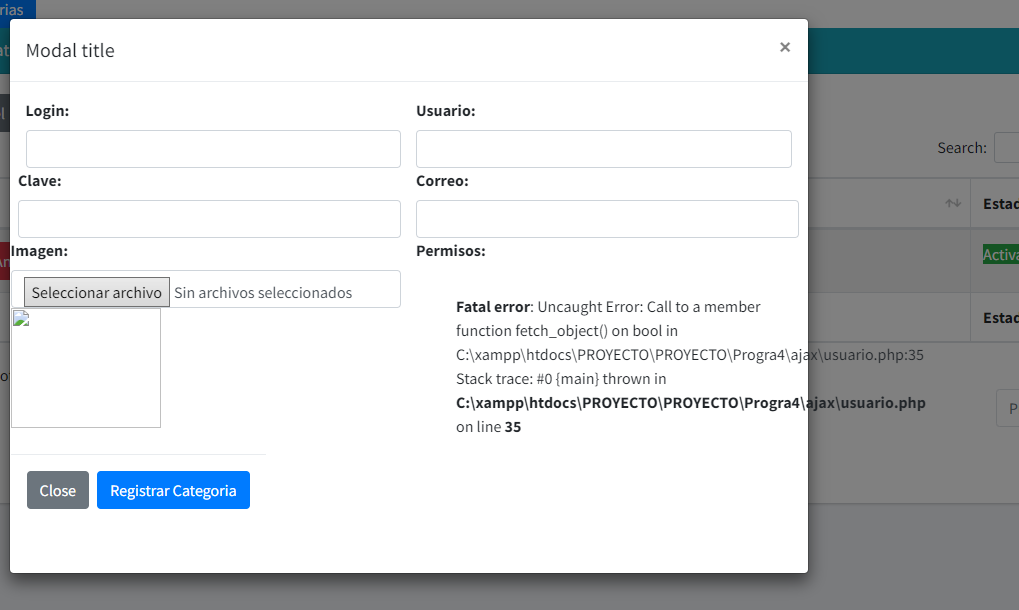 rias
Modal title ×
Login: Usuario:
Search:
Clave: Correo:
Estad
Imagen: Permisos:
Activa
Seleccionar archivo Sin archivos seleccionados
Fatal error: Uncaught Error: Call to a member
function fetch_object() on bool in
Estad
C:\xampp\htdocs\PROYECTO\PROYECTO\Progra4\ajax\usuario.php:35
Stack trace: #0 {main} thrown in
C:\xampp\htdocs\PROYECTO\PROYECTO\Progra4\ajax\usuario.php
P
on line 35
Close Registrar Categoria